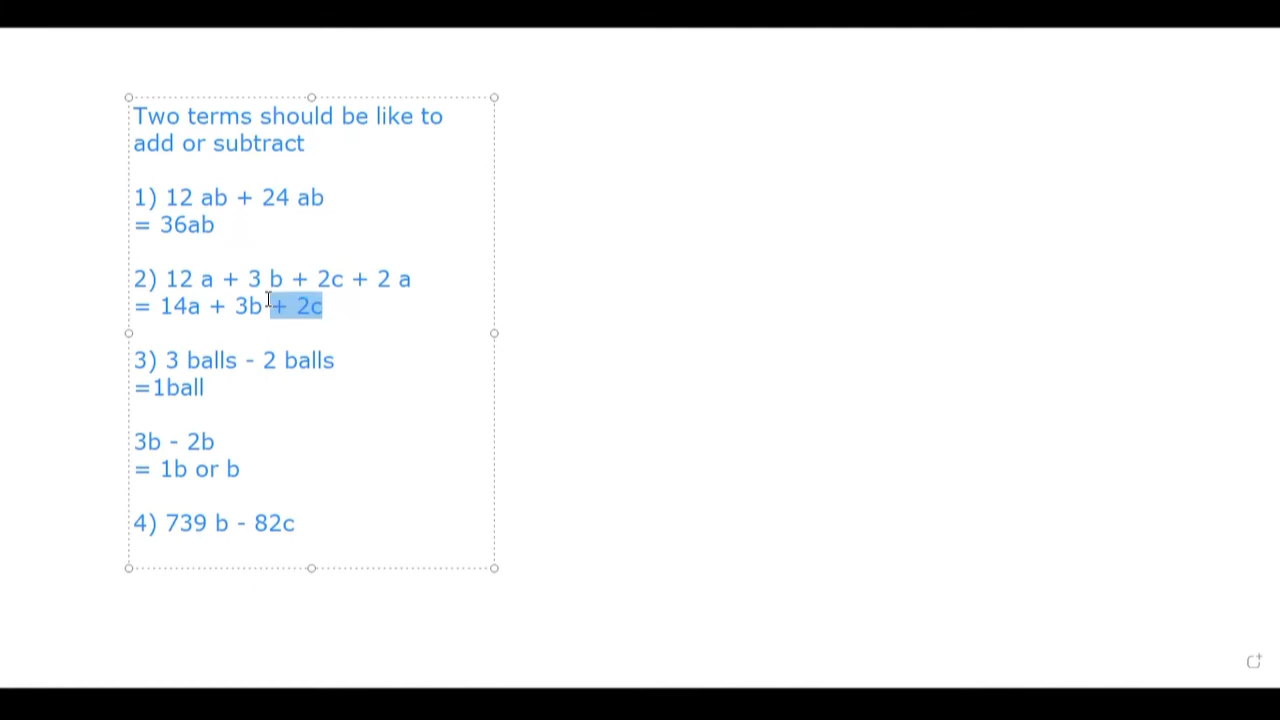 Two terms should be like to
add or subtract
1) 12 ab + 24 ab
= 36ab
2) 12 a + 3 b + 2c + 2 a
= 14a + 3b + 2c
3) 3 balls - 2 balls
=1ball
3b - 2b
= 1b or b
4) 739 b - 82c